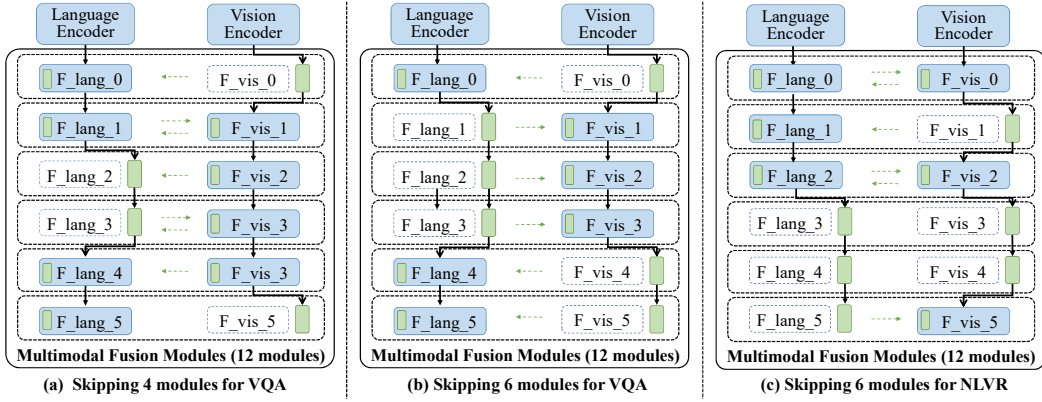 Language Encoder
Vision Encoder
F_lang_0
F_vis_0
F_lang_1
F_vis_1
F_lang_2
F_vis_2
F_lang_3
F_vis_3
F_lang_4
F_vis_3
F_lang_5
F_vis_5
Multimodal Fusion Modules (12 modules)
(a) Skipping 4 modules for VQA
Language Encoder
Vision Encoder
F_lang_0
F_vis_0
F_lang_1
F_vis_1
F_lang_2
F_vis_2
F_lang_3
F_vis_3
F_lang_4
F_vis_4
F_lang_5
F_vis_5
Multimodal Fusion Modules (12 modules)
(b) Skipping 6 modules for VQA
Language Encoder
Vision Encoder
F_lang_0
F_vis_0
F_lang_1
F_vis_1
F_lang_2
F_vis_2
F_lang_3
F_vis_3
F_lang_4
F_vis_4
F_lang_5
F_vis_5
Multimodal Fusion Modules (12 modules)
(c) Skipping 6 modules for NLVR